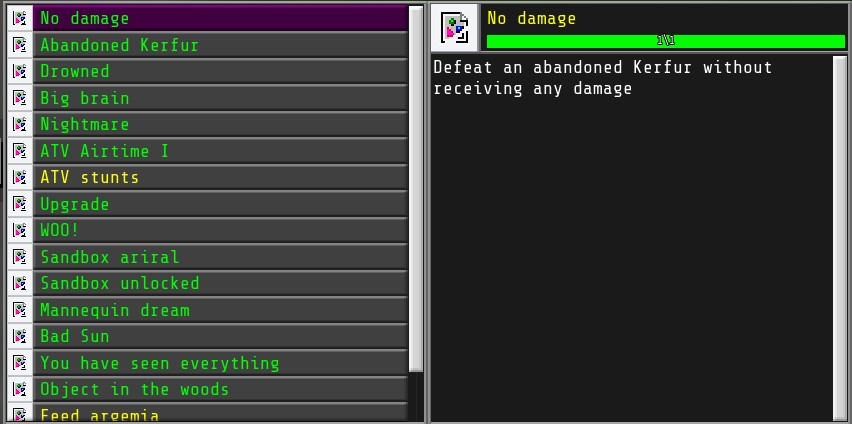 No damage
Abandoned Kerfur
Drowned
Big brain
Nightmare
ATV Airtime I
ATV stunts
Upgrade
WOO!
Sandbox ariral
Sandbox unlocked
Mannequin dream
Bad Sun
You have seen everything
Object in the woods
Feed argemia
No damage
1\1
Defeat an abandoned Kerfur without
receiving any damage